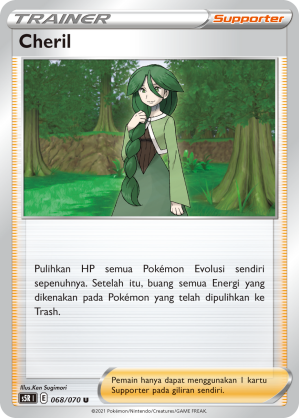 TRAINER Supporter
Cheril
Pulihkan HP semua Pokémon Evolusi sendiri
sepenuhnya. Setelah itu, buang semua Energi yang
dikenakan pada Pokémon yang telah dipulihkan ke
Trash.
Illus.Ken Sugimori
s5R I E 068/070 U
Pemain hanya dapat menggunakan 1 kartu
Supporter pada giliran sendiri.
©2021 Pokémon/Nintendo/Creatures/GAME FREAK.